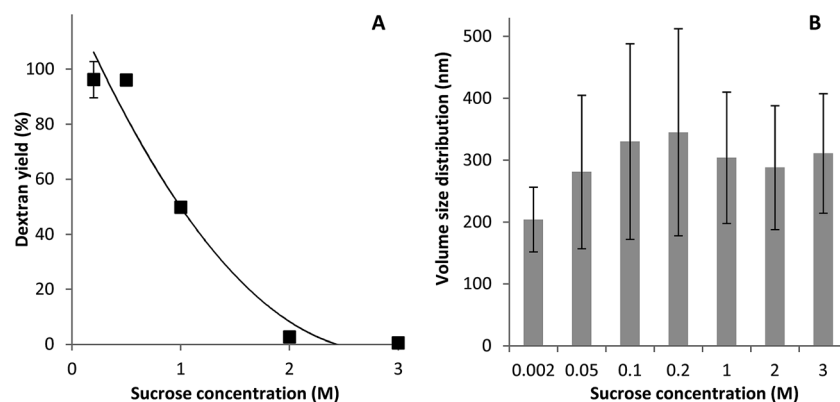 A
Dextran yield (%)
100
80
60
40
20
0
0 1 2 3
Sucrose concentration (M)
B
Volume size distribution (nm)
500
400
300
200
100
0
0.002 0.05 0.1 0.2 1 2 3
Sucrose concentration (M)